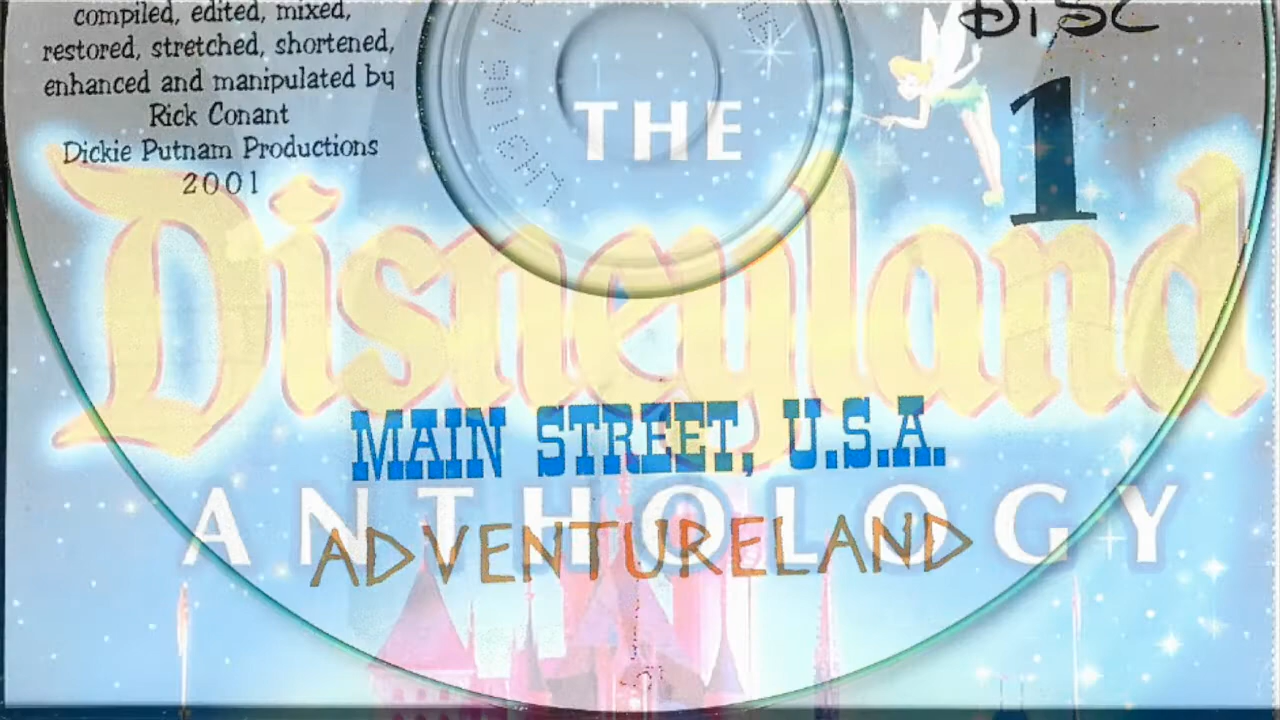 compiled, edited, mixed,
restored, stretched, shortened,
enhanced and manipulated by
Rick Conant
Dickie Putnam Productions
2001
DISC
1
THE
Disneyland
MAIN STREET, U.S.A.
ANTHOLOGY
ADVENTURELAND